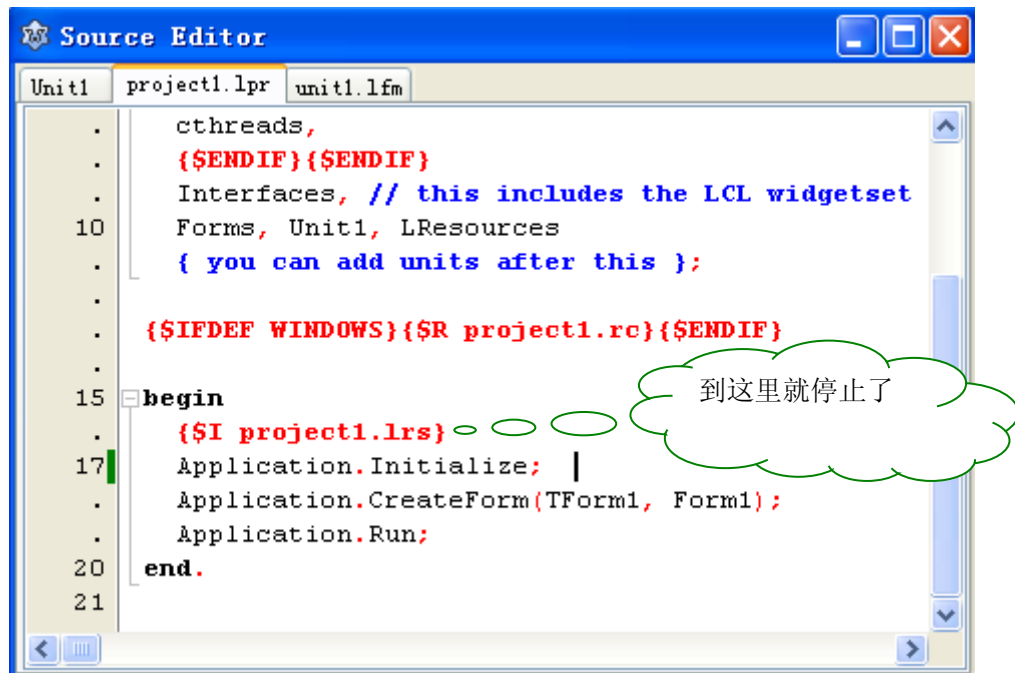 Source Editor
Unit1 project1.lpr unit1.lfm
. cthreads,
. {$ENDIF}{$ENDIF}
. Interfaces, // this includes the LCL widgetset
10 Forms, Unit1, LResources
. { you can add units after this };
.
. {$IFDEF WINDOWS}{$R project1.rc}{$ENDIF}
.
到这里就停止了
15 begin
. {$I project1.lrs}
17 Application.Initialize;
. Application.CreateForm(TForm1, Form1);
. Application.Run;
20 end.
21